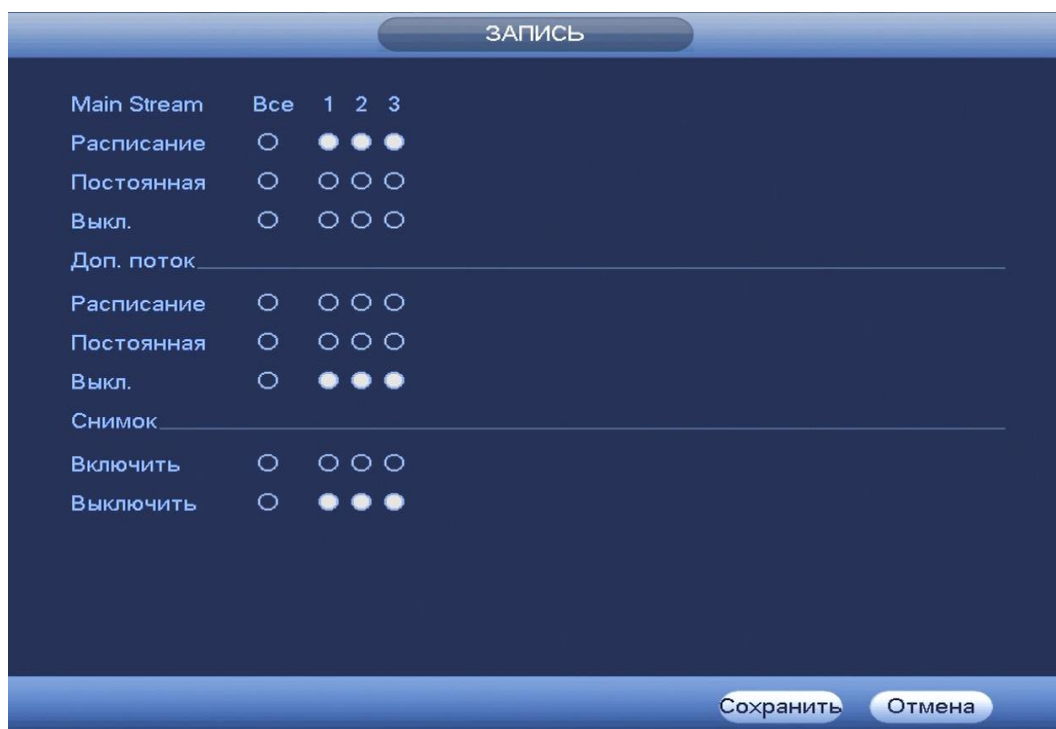 ЗАПИСЬ
Main Stream Все 1 2 3
Расписание
Постоянная
Выкл.
Доп. поток
Расписание
Постоянная
Выкл.
Снимок
Включить
Выключить
Сохранить Отмена